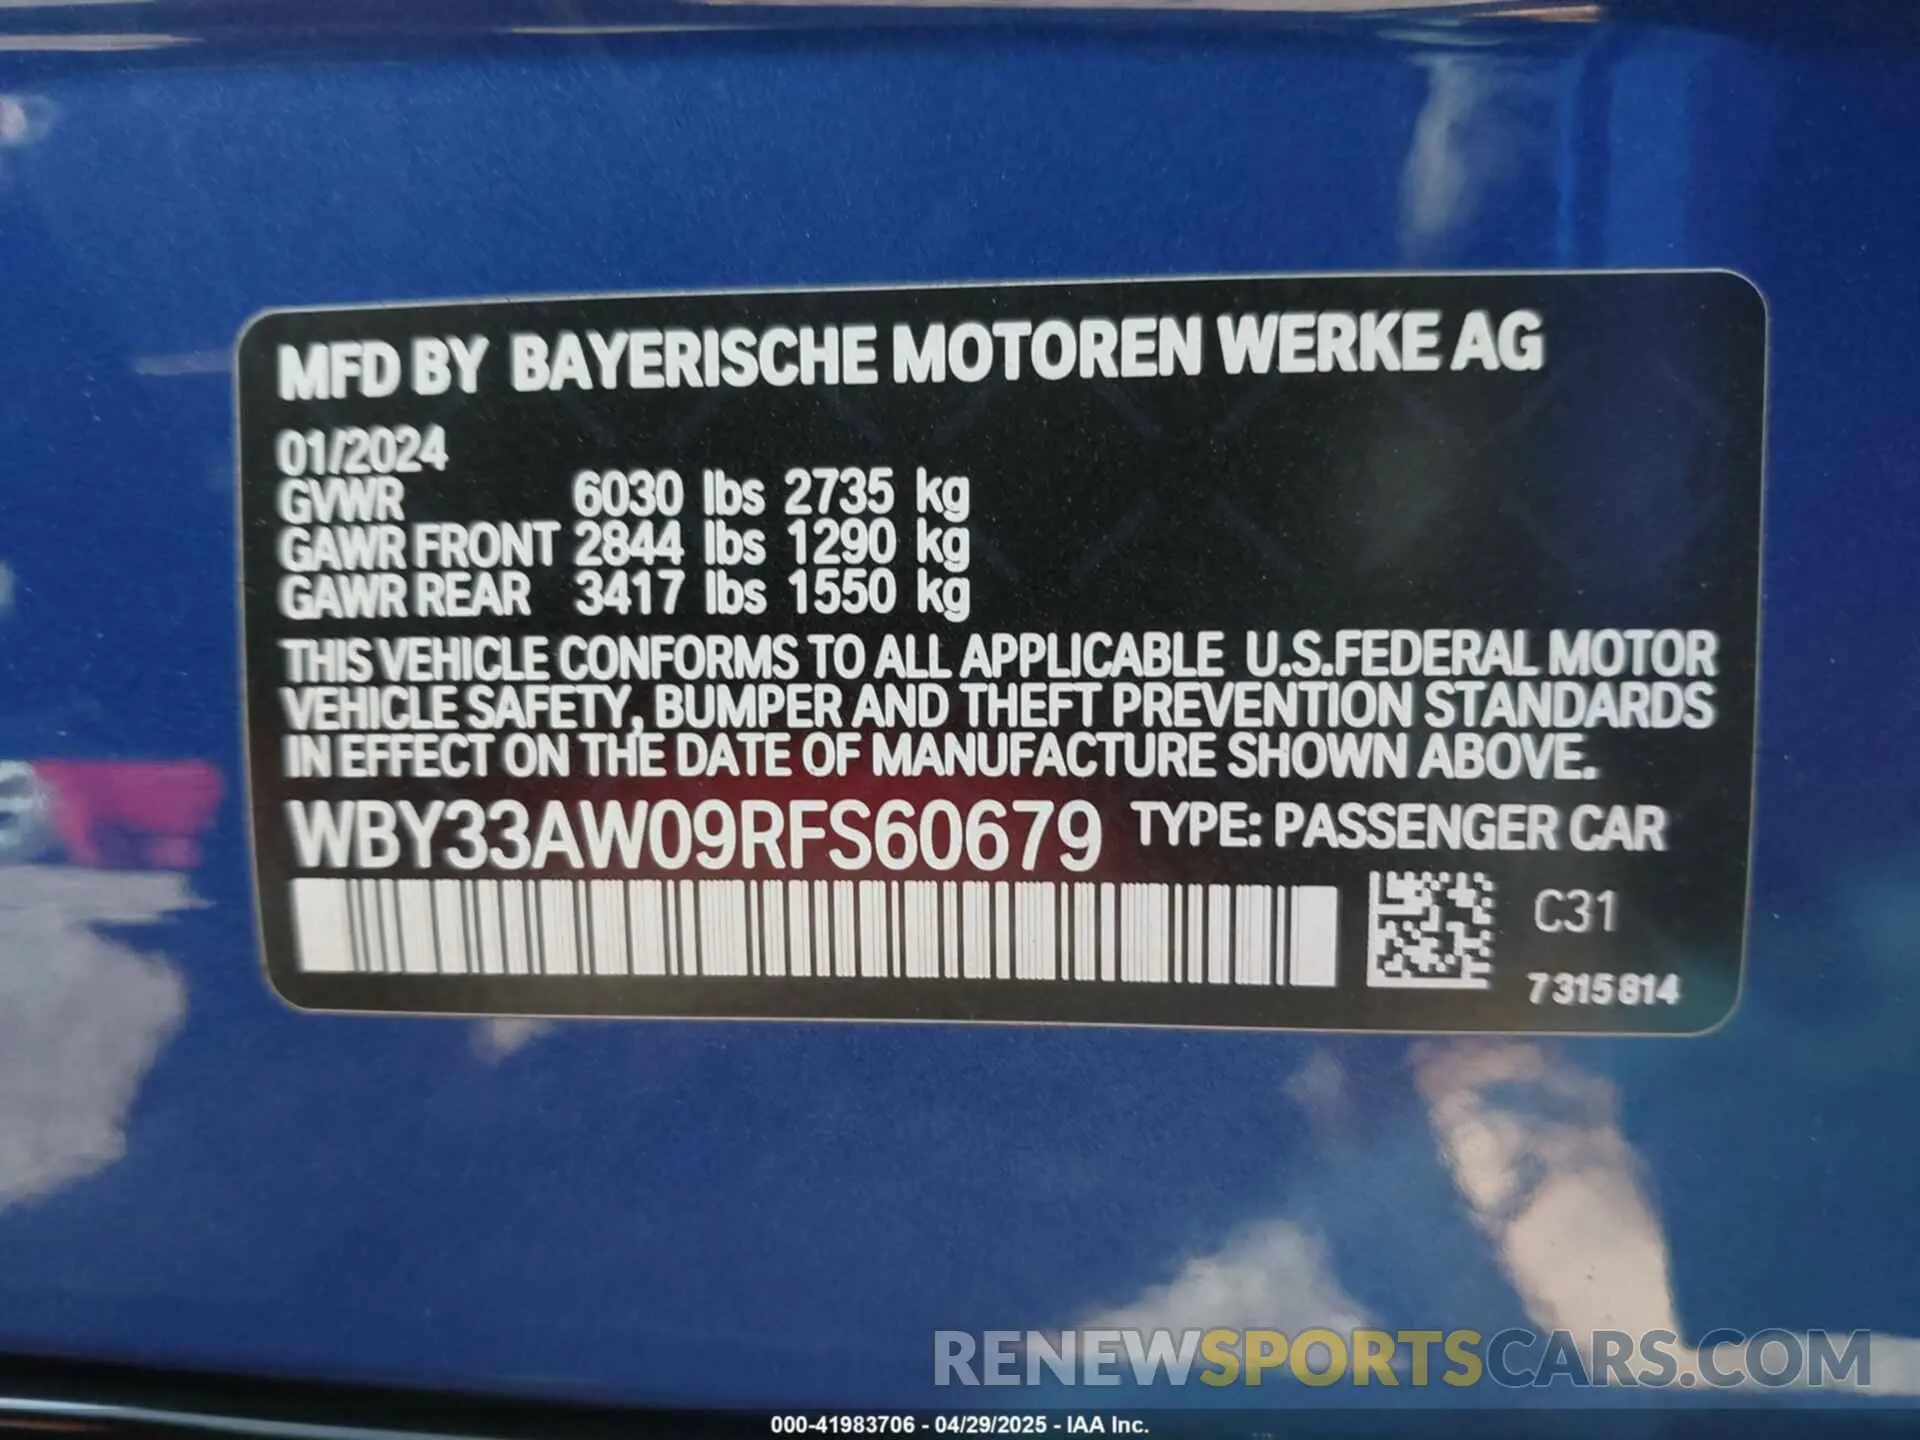 MFD BY BAYERISCHE MOTOREN WERKE AG
01/2024
GVWR 6030 lbs 2735 kg
GAWR FRONT 2844 lbs 1290 kg
GAWR REAR 3417 lbs 1550 kg
THIS VEHICLE CONFORMS TO ALL APPLICABLE U.S.FEDERAL MOTOR
VEHICLE SAFETY, BUMPER AND THEFT PREVENTION STANDARDS
IN EFFECT ON THE DATE OF MANUFACTURE SHOWN ABOVE.
WBY33AW09RFS60679 TYPE: PASSENGER CAR
C31
7315814
RENEWSPORTSCARS.COM
000-41983706 - 04/29/2025 - IAA Inc.